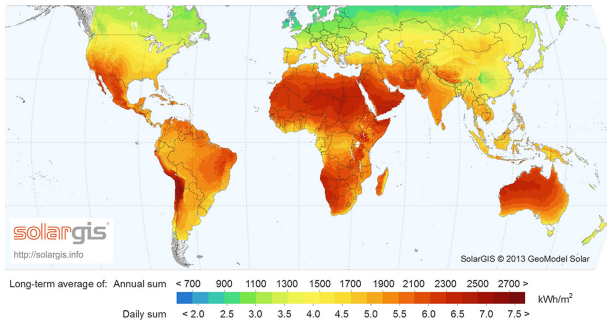 solargis
http://solargis.info
SolarGIS © 2013 GeoModel Solar
Long-term average of: Annual sum < 700 900 1100 1300 1500 1700 1900 2100 2300 2500 2700 > kWh/m²
Daily sum < 2.0 2.5 3.0 3.5 4.0 4.5 5.0 5.5 6.0 6.5 7.0 7.5 >